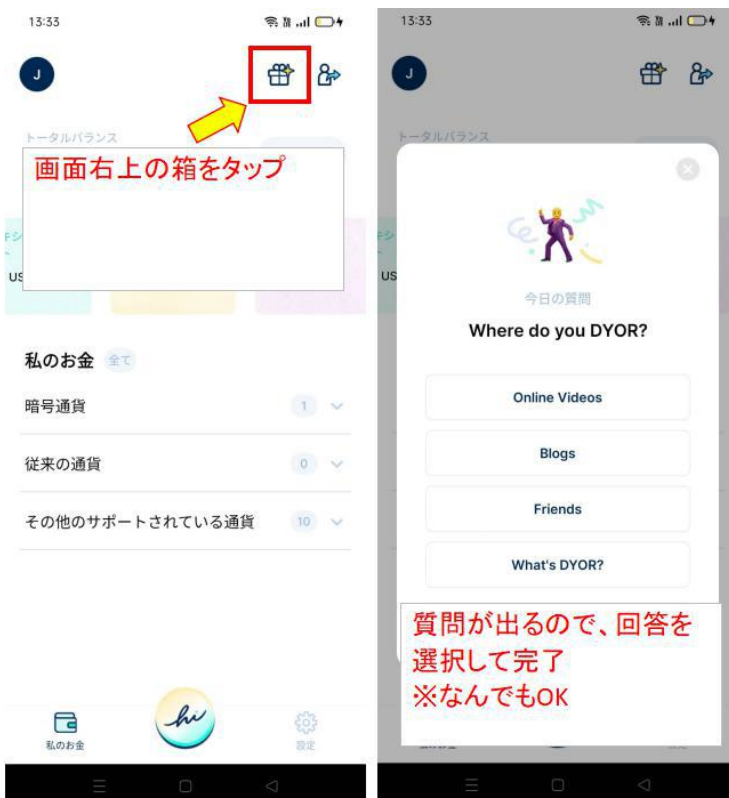 13:33
J
トータルバランス
画面右上の箱をタップ
US
私のお金 全て
暗号通貨 1
従来の通貨 0
その他のサポートされている通貨 10
hi
私のお金
設定
13:33
J
トータルバランス
US
今日の質問
Where do you DYOR?
Online Videos
Blogs
Friends
What's DYOR?
質問が出るので、回答を
選択して完了
※なんでもOK